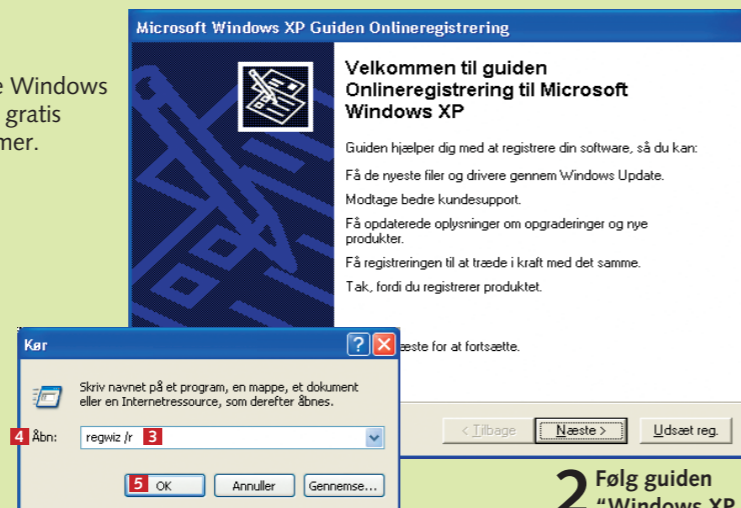 e Windows
gratis
mer.
Microsoft Windows XP Guiden Onlineregistrering
Velkommen til guiden
Onlineregistrering til Microsoft
Windows XP
Guiden hjælper dig med at registrere din software, så du kan:
Få de nyeste filer og drivere gennem Windows Update.
Modtage bedre kundesupport.
Få opdaterede oplysninger om opgraderinger og nye
produkter.
Få registreringen til at træde i kraft med det samme.
Tak, fordi du registrerer produktet.
æste for at fortsætte.
< Tilbage Næste > Udsæt reg.
Kør
Skriv navnet på et program, en mappe, et dokument
eller en Internetressource, som derefter åbnes.
4 Åbn: regwiz /r 3
5 OK Annuller Gennemse...
2 Følg guiden
"Windows XP